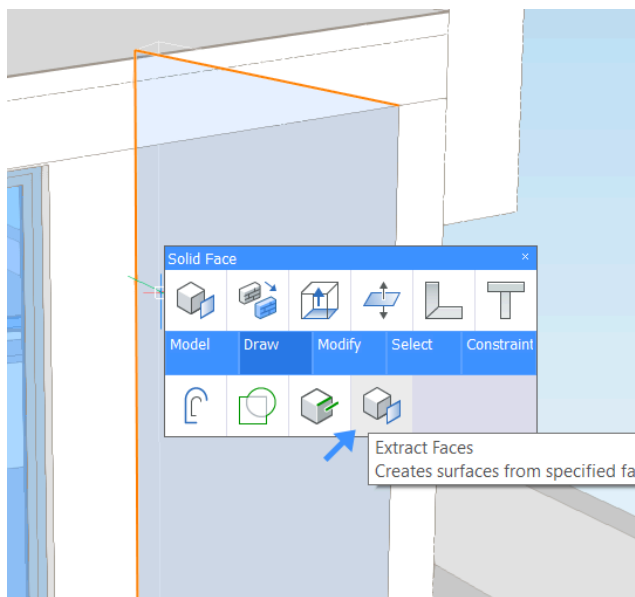 Solid Face
Model Draw Modify Select Constraint
Extract Faces
Creates surfaces from specified fa